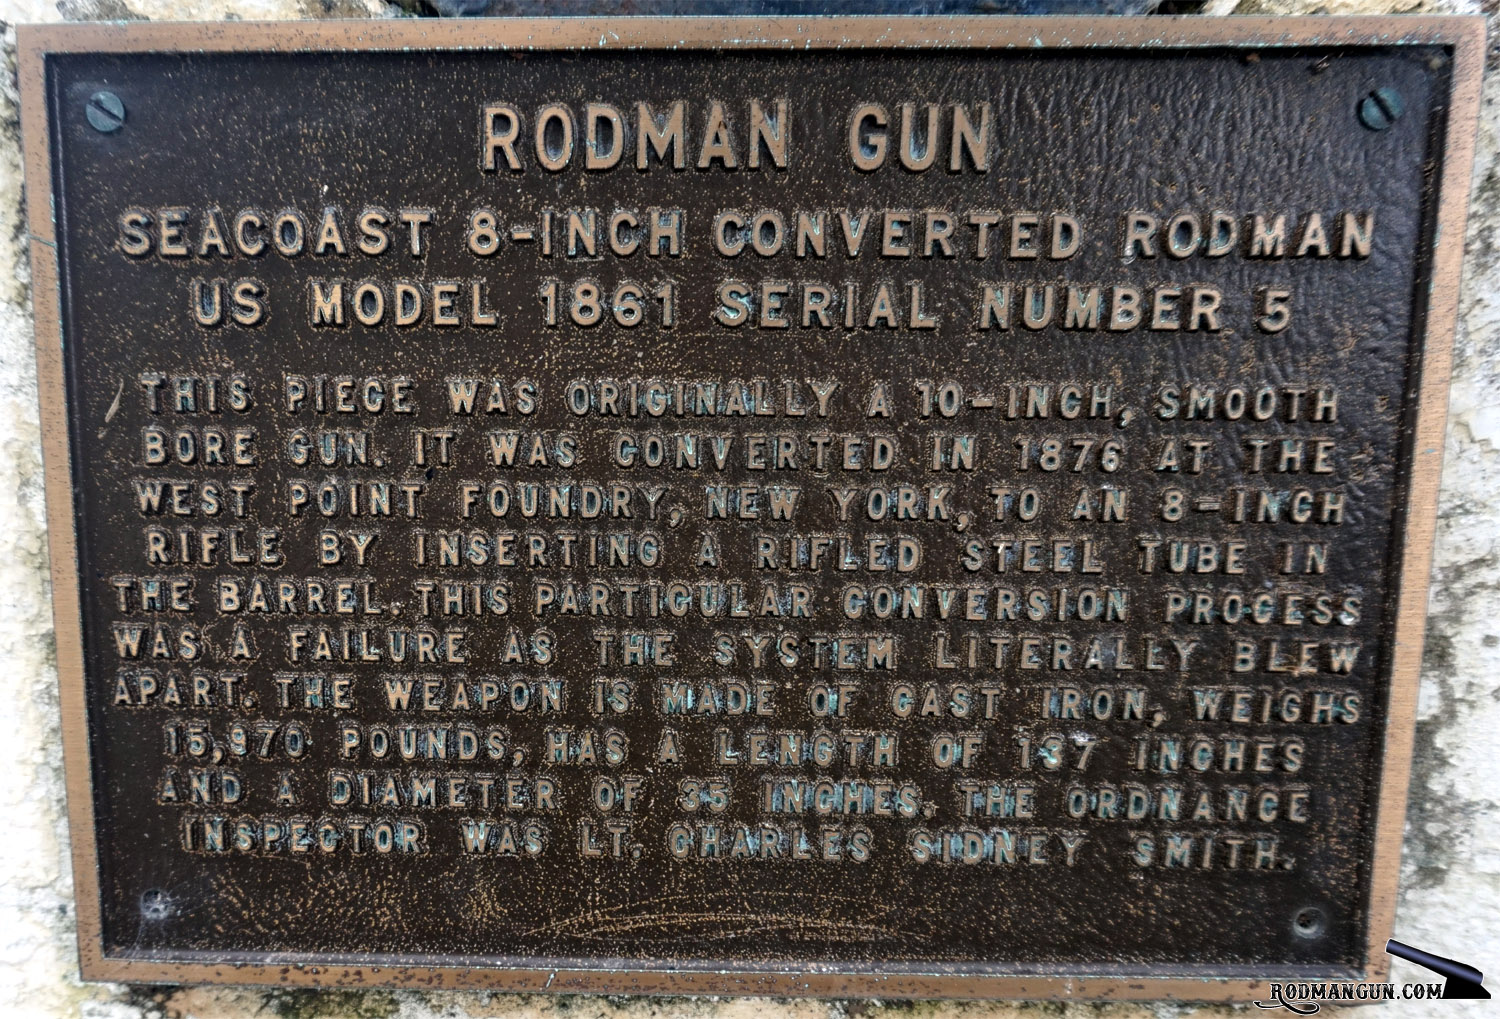 RODMAN GUN
SEACOAST 8-INCH CONVERTED RODMAN
US MODEL 1861 SERIAL NUMBER 5
THIS PIECE WAS ORIGINALLY A 10-INCH, SMOOTH
BORE GUN. IT WAS CONVERTED IN 1876 AT THE
WEST POINT FOUNDRY, NEW YORK, TO AN 8-INCH
RIFLE BY INSERTING A RIFLED STEEL TUBE IN
THE BARREL. THIS PARTICULAR CONVERSION PROCESS
WAS A FAILURE AS THE SYSTEM LITERALLY BLEW
APART. THE WEAPON IS MADE OF CAST IRON, WEIGHS
15,970 POUNDS, HAS A LENGTH OF 137 INCHES
AND A DIAMETER OF 35 INCHES. THE ORDNANCE
INSPECTOR WAS LT. CHARLES SIDNEY SMITH.
RODMANGUN.COM